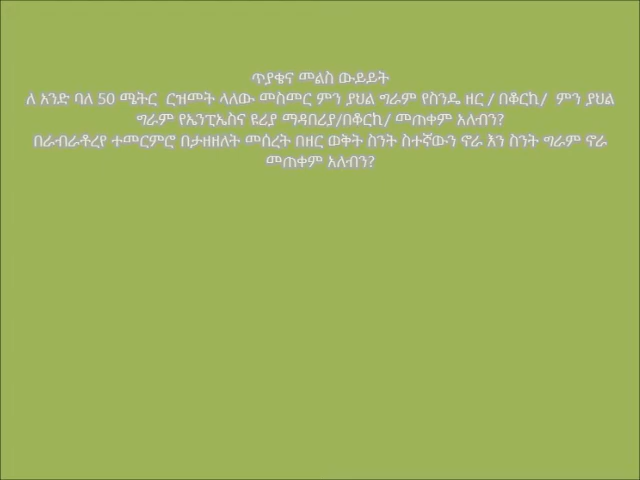 ጥያቄና መልስ ውይይት
ለ አንድ ባለ 50 ሜትር ርዝመት ላለው መስመር ምን ያህል ግራም የስንዴ ዘር / በቆርኪ/ ምን ያህል
ግራም የኤንፒኤስና ዩሪያ ማዳበሪያ/በቆርኪ/ መጠቀም አለብን?
በራብራቶረየ ተመርምሮ በታዘዘለት መሰረት በዘር ወቅት ስንት ስተኛውን ኖራ እን ስንት ግራም ኖራ
መጠቀም አለብን?